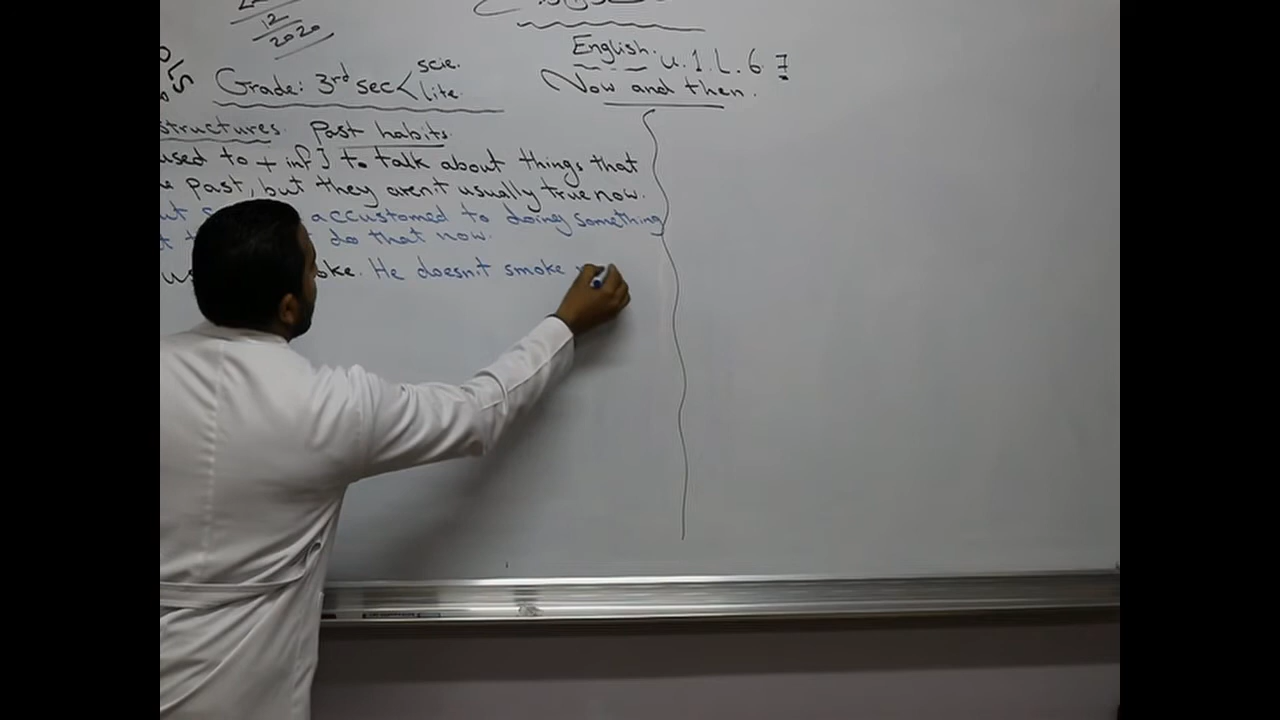 12
2020
English. u.1.L.6.7
Grade: 3rd sec < scie.
lite.
Now and then.
structures. Past habits.
used to + inf] to talk about things that
past, but they aren't usually true now.
accustomed to doing something
do that now.
He doesn't smoke